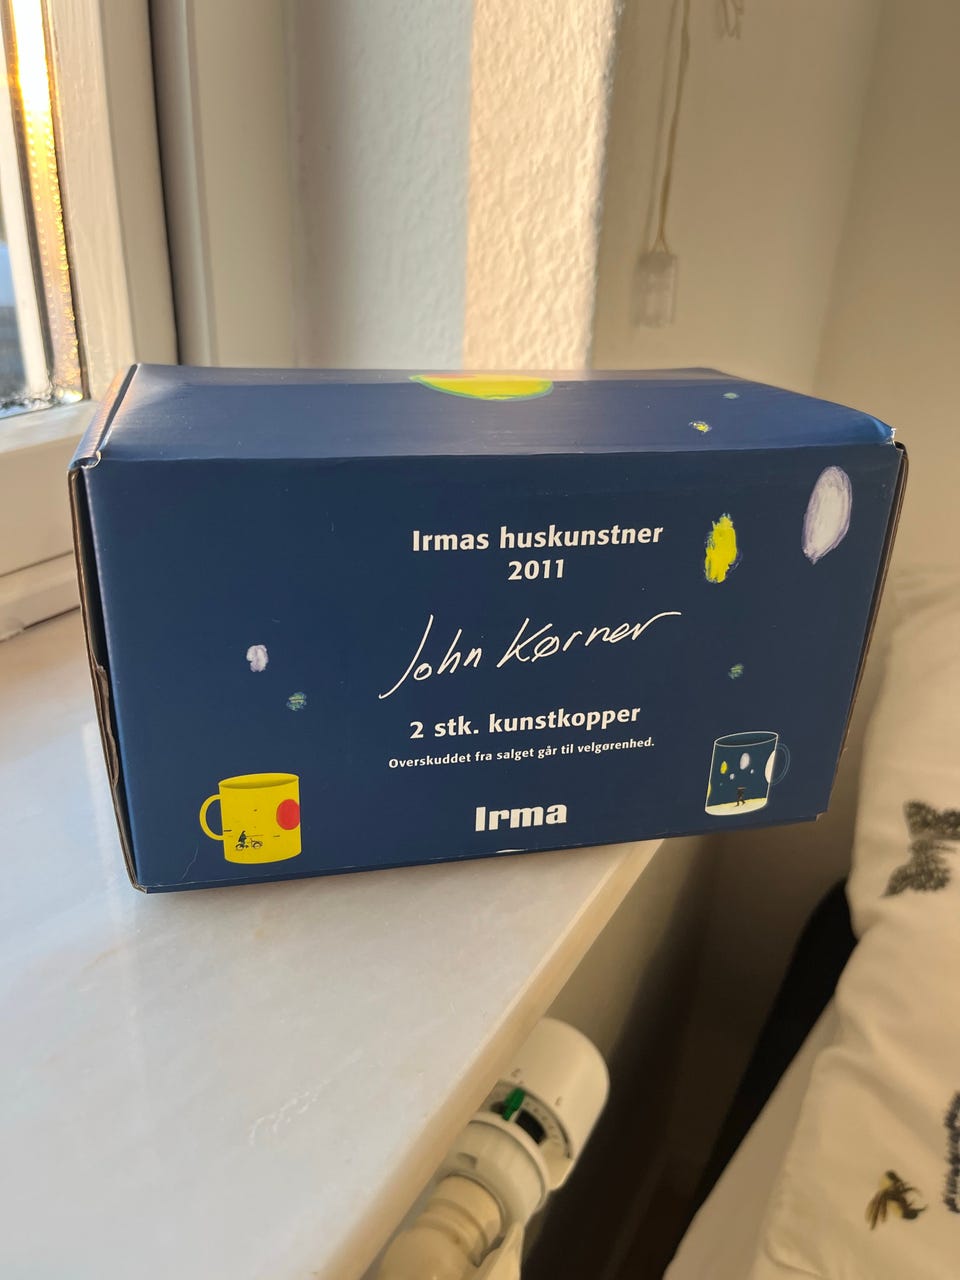 Irmas huskunstner
2011
John Kørner
2 stk. kunstkopper
Overskuddet fra salget går til velgørenhed.
Irma